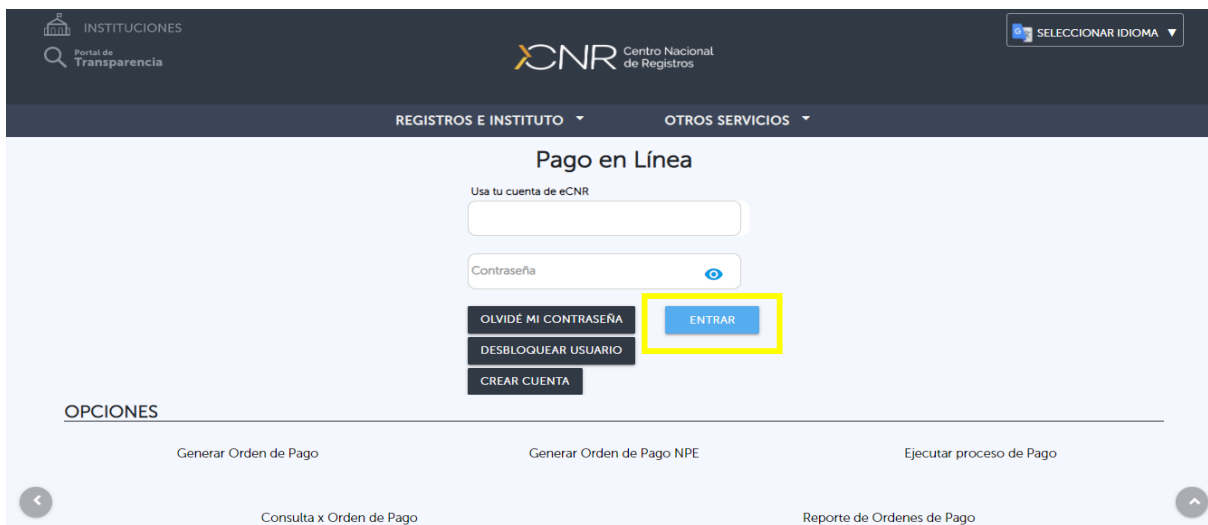 INSTITUCIONES
Portal de
Transparencia
CNR Centro Nacional
de Registros
SELECCIONAR IDIOMA ▼
REGISTROS E INSTITUTO
OTROS SERVICIOS
Pago en Línea
Usa tu cuenta de eCNR
Contraseña
OLVIDÉ MI CONTRASEÑA
ENTRAR
DESBLOQUEAR USUARIO
CREAR CUENTA
OPCIONES
Generar Orden de Pago
Generar Orden de Pago NPE
Ejecutar proceso de Pago
Consulta x Orden de Pago
Reporte de Ordenes de Pago